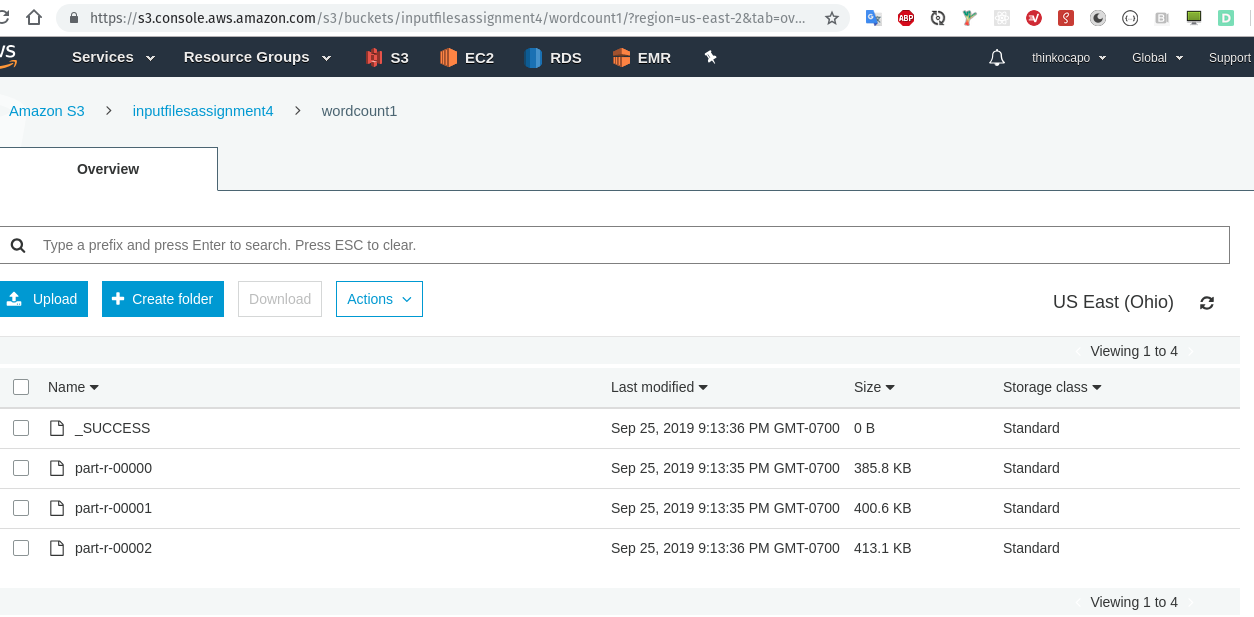 https://s3.console.aws.amazon.com/s3/buckets/inputfilesassignment4/wordcount1/?region=us-east-2&tab=ov...
Services Resource Groups S3 EC2 RDS EMR thinkocapo Global Support
Amazon S3 > inputfilesassignment4 > wordcount1
Overview
Type a prefix and press Enter to search. Press ESC to clear.
Upload Create folder Download Actions US East (Ohio)
Viewing 1 to 4
Name Last modified Size Storage class
_SUCCESS Sep 25, 2019 9:13:36 PM GMT-0700 0 B Standard
part-r-00000 Sep 25, 2019 9:13:35 PM GMT-0700 385.8 KB Standard
part-r-00001 Sep 25, 2019 9:13:35 PM GMT-0700 400.6 KB Standard
part-r-00002 Sep 25, 2019 9:13:36 PM GMT-0700 413.1 KB Standard
Viewing 1 to 4